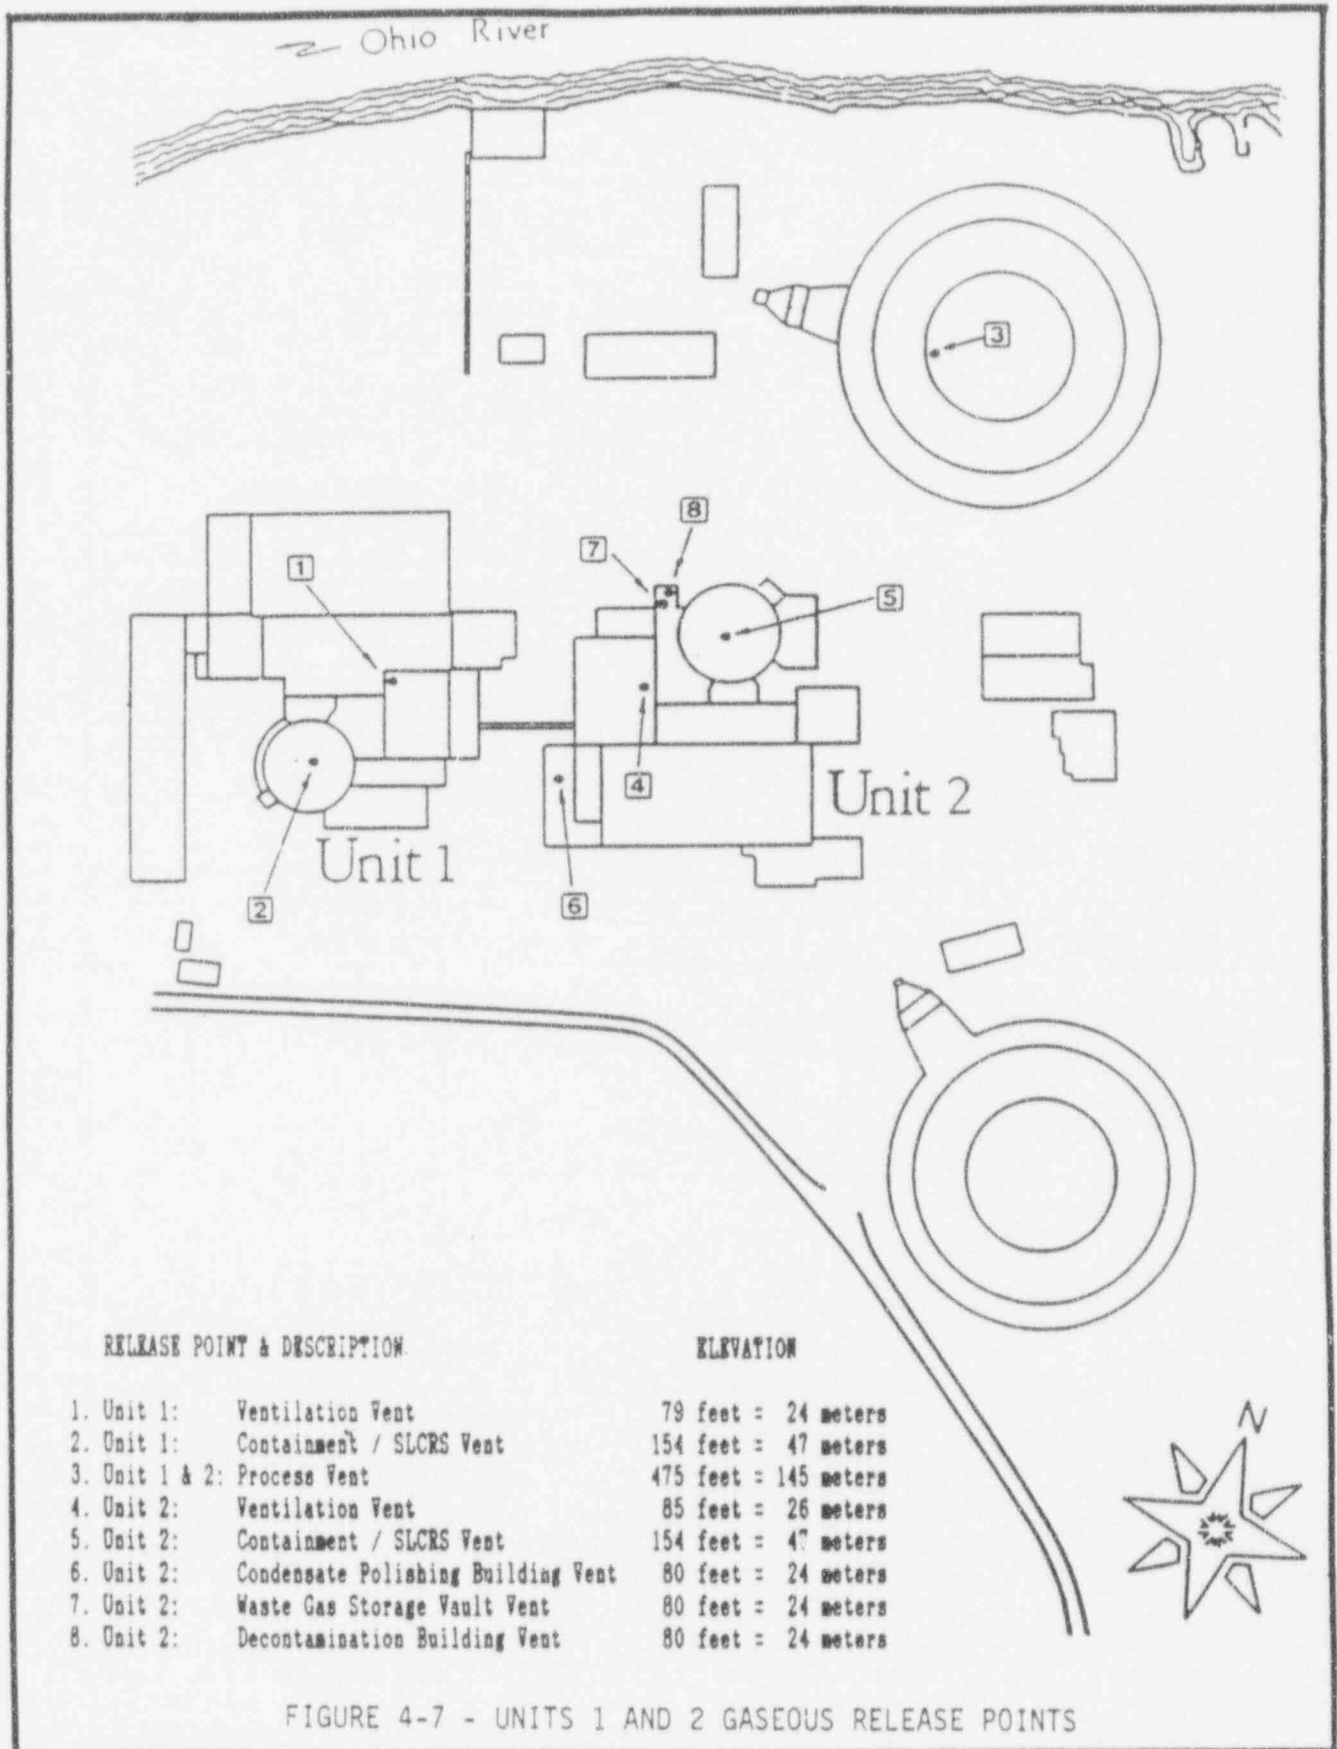 Ohio River
3
8
7
1
5
4
Unit 2
Unit 1
2
6
RELEASE POINT & DESCRIPTION ELEVATION
1. Unit 1: Ventilation Vent 79 feet = 24 meters
2. Unit 1: Containment / SLCRS Vent 154 feet = 47 meters
3. Unit 1 & 2: Process Vent 475 feet = 145 meters
4. Unit 2: Ventilation Vent 85 feet = 26 meters
5. Unit 2: Containment / SLCRS Vent 154 feet = 47 meters
6. Unit 2: Condensate Polishing Building Vent 80 feet = 24 meters
7. Unit 2: Waste Gas Storage Vault Vent 80 feet = 24 meters
8. Unit 2: Decontamination Building Vent 80 feet = 24 meters
N
FIGURE 4-7 - UNITS 1 AND 2 GASEOUS RELEASE POINTS